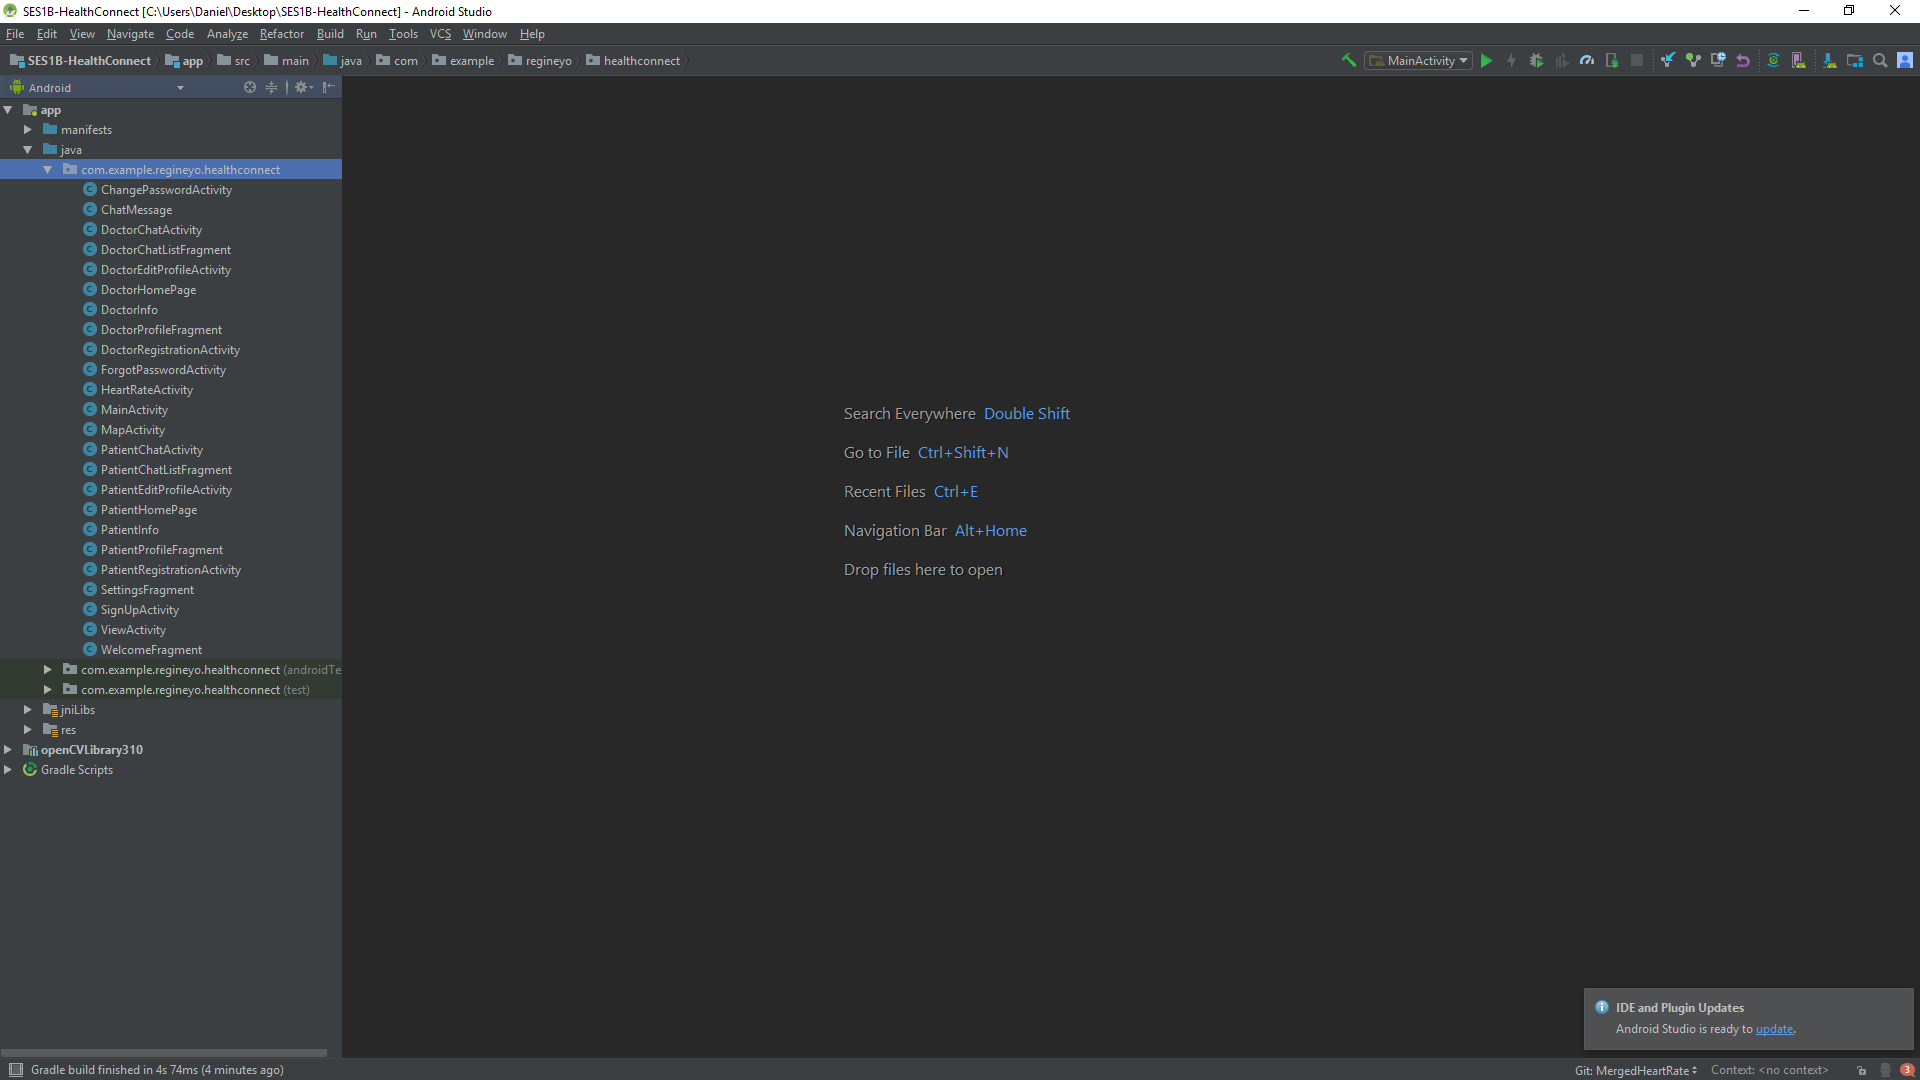 SES1B-HealthConnect [C:\Users\Daniel\Desktop\SES1B-HealthConnect] - Android Studio
File Edit View Navigate Code Analyze Refactor Build Run Tools VCS Window Help
SES1B-HealthConnect app src main java com example regineyo healthconnect MainActivity
Android
app
manifests
java
com.example.regineyo.healthconnect
ChangePasswordActivity
ChatMessage
DoctorChatActivity
DoctorChatListFragment
DoctorEditProfileActivity
DoctorHomePage
DoctorInfo
DoctorProfileFragment
DoctorRegistrationActivity
ForgotPasswordActivity
HeartRateActivity
MainActivity
MapActivity
PatientChatActivity
PatientChatListFragment
PatientEditProfileActivity
PatientHomePage
PatientInfo
PatientProfileFragment
PatientRegistrationActivity
SettingsFragment
SignUpActivity
ViewActivity
WelcomeFragment
com.example.regineyo.healthconnect (androidTe
com.example.regineyo.healthconnect (test)
jniLibs
res
openCVLibrary310
Gradle Scripts
Search Everywhere Double Shift
Go to File Ctrl+Shift+N
Recent Files Ctrl+E
Navigation Bar Alt+Home
Drop files here to open
IDE and Plugin Updates
Android Studio is ready to update.
Gradle build finished in 4s 74ms (4 minutes ago)
Git: MergedHeartRate Context: <no context> 3